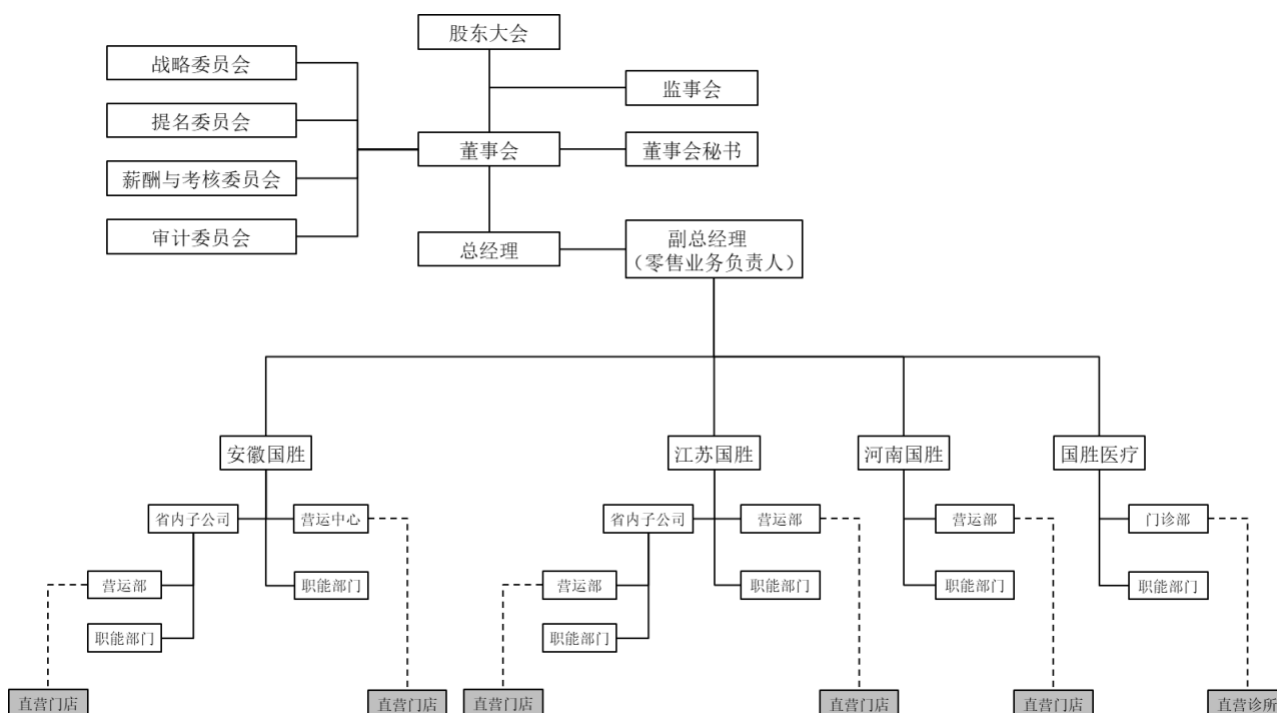 股东大会
战略委员会
监事会
提名委员会
董事会
董事会秘书
薪酬与考核委员会
审计委员会
总经理
副总经理
（零售业务负责人）
安徽国胜
江苏国胜
河南国胜
国胜医疗
省内子公司
营运中心
省内子公司
营运部
营运部
门诊部
营运部
职能部门
营运部
职能部门
职能部门
职能部门
职能部门
职能部门
直营门店
直营门店
直营门店
直营门店
直营门店
直营诊所